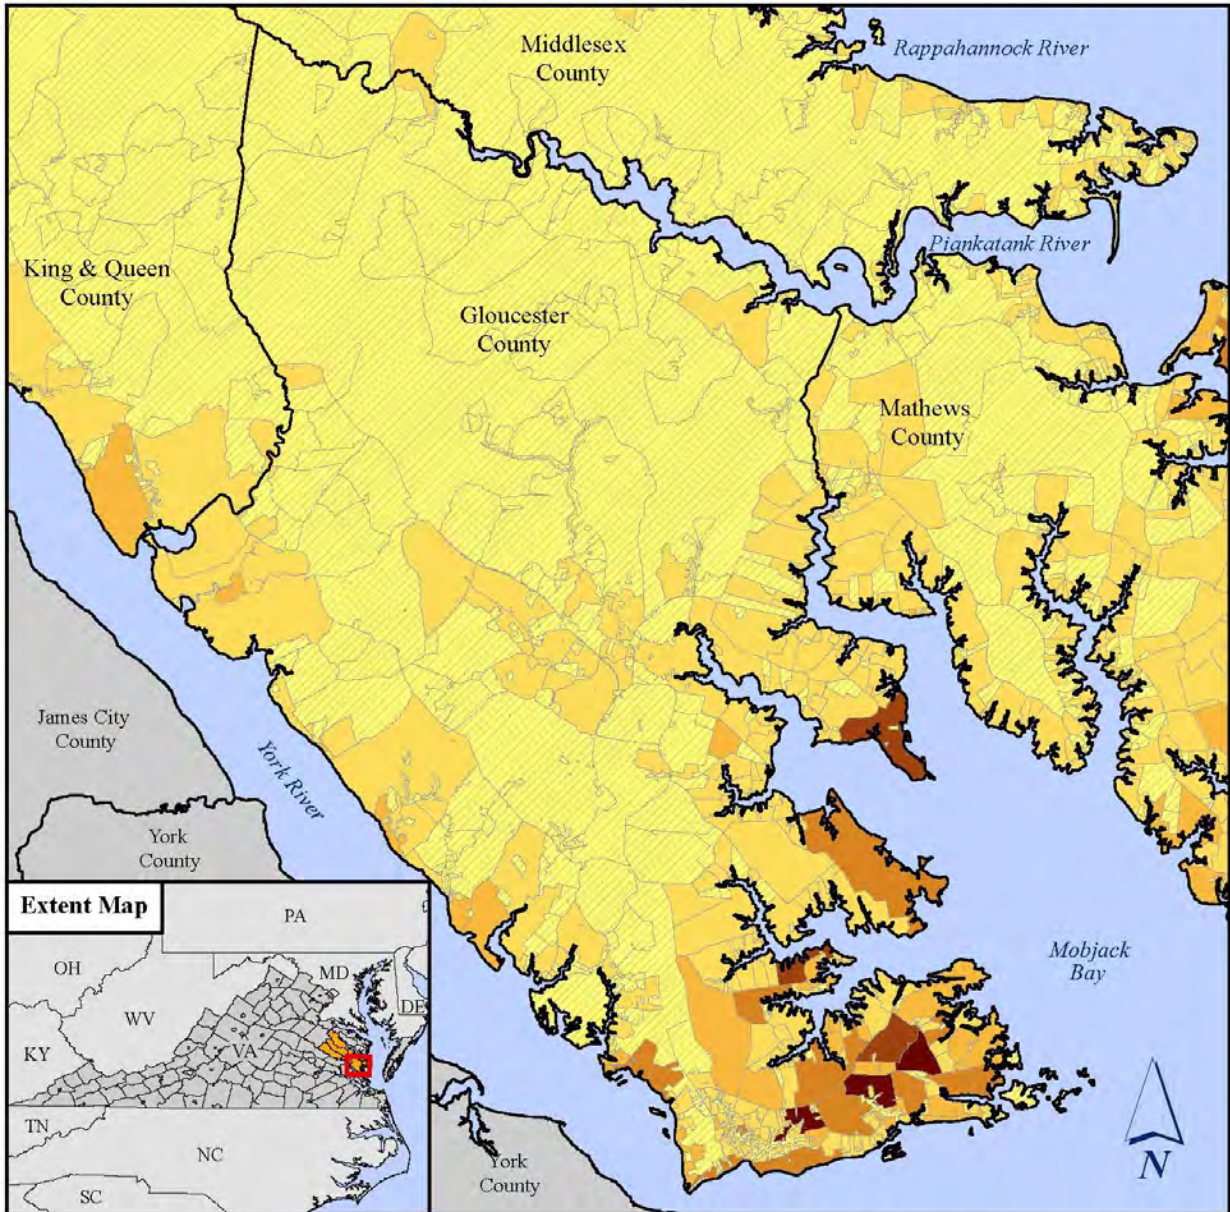 Middlesex
County
Rappahannock River
Piankatank River
King & Queen
County
Gloucester
County
Mathews
County
James City
County
York River
York
County
Extent Map
PA
OH
MD
DE
WV
KY
VA
TN
NC
SC
Mobjack
Bay
York
County
N